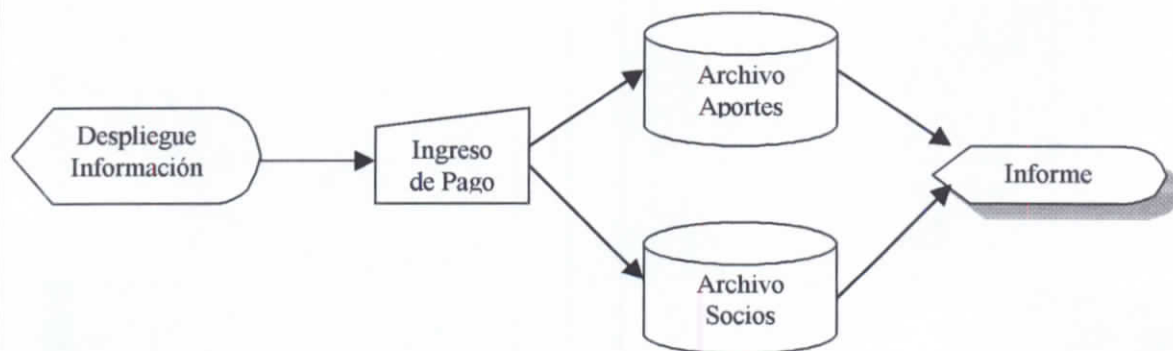 Despliegue
Información
Ingreso
de Pago
Archivo
Aportes
Archivo
Socios
Informe